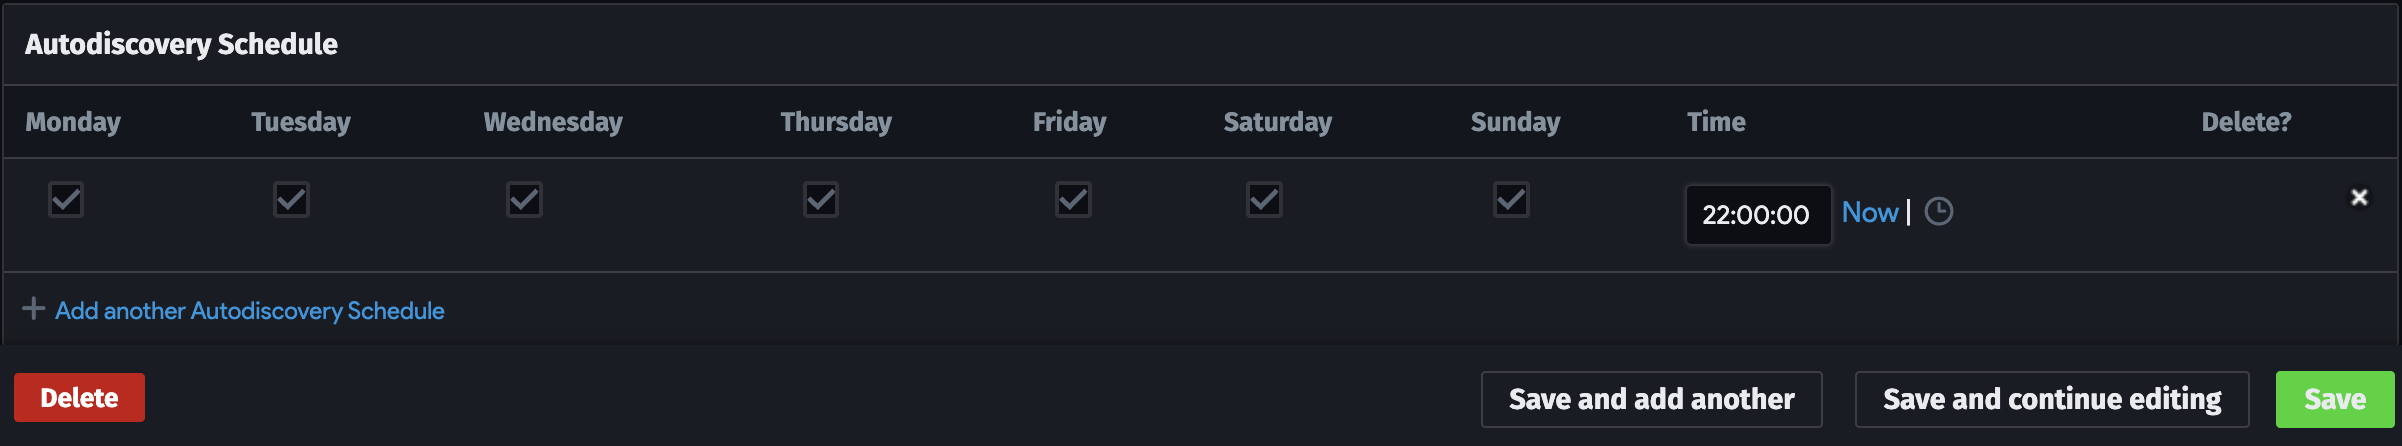 Autodiscovery Schedule
Monday Tuesday Wednesday Thursday Friday Saturday Sunday Time Delete?
22:00:00 Now |
Add another Autodiscovery Schedule
Delete Save and add another Save and continue editing Save